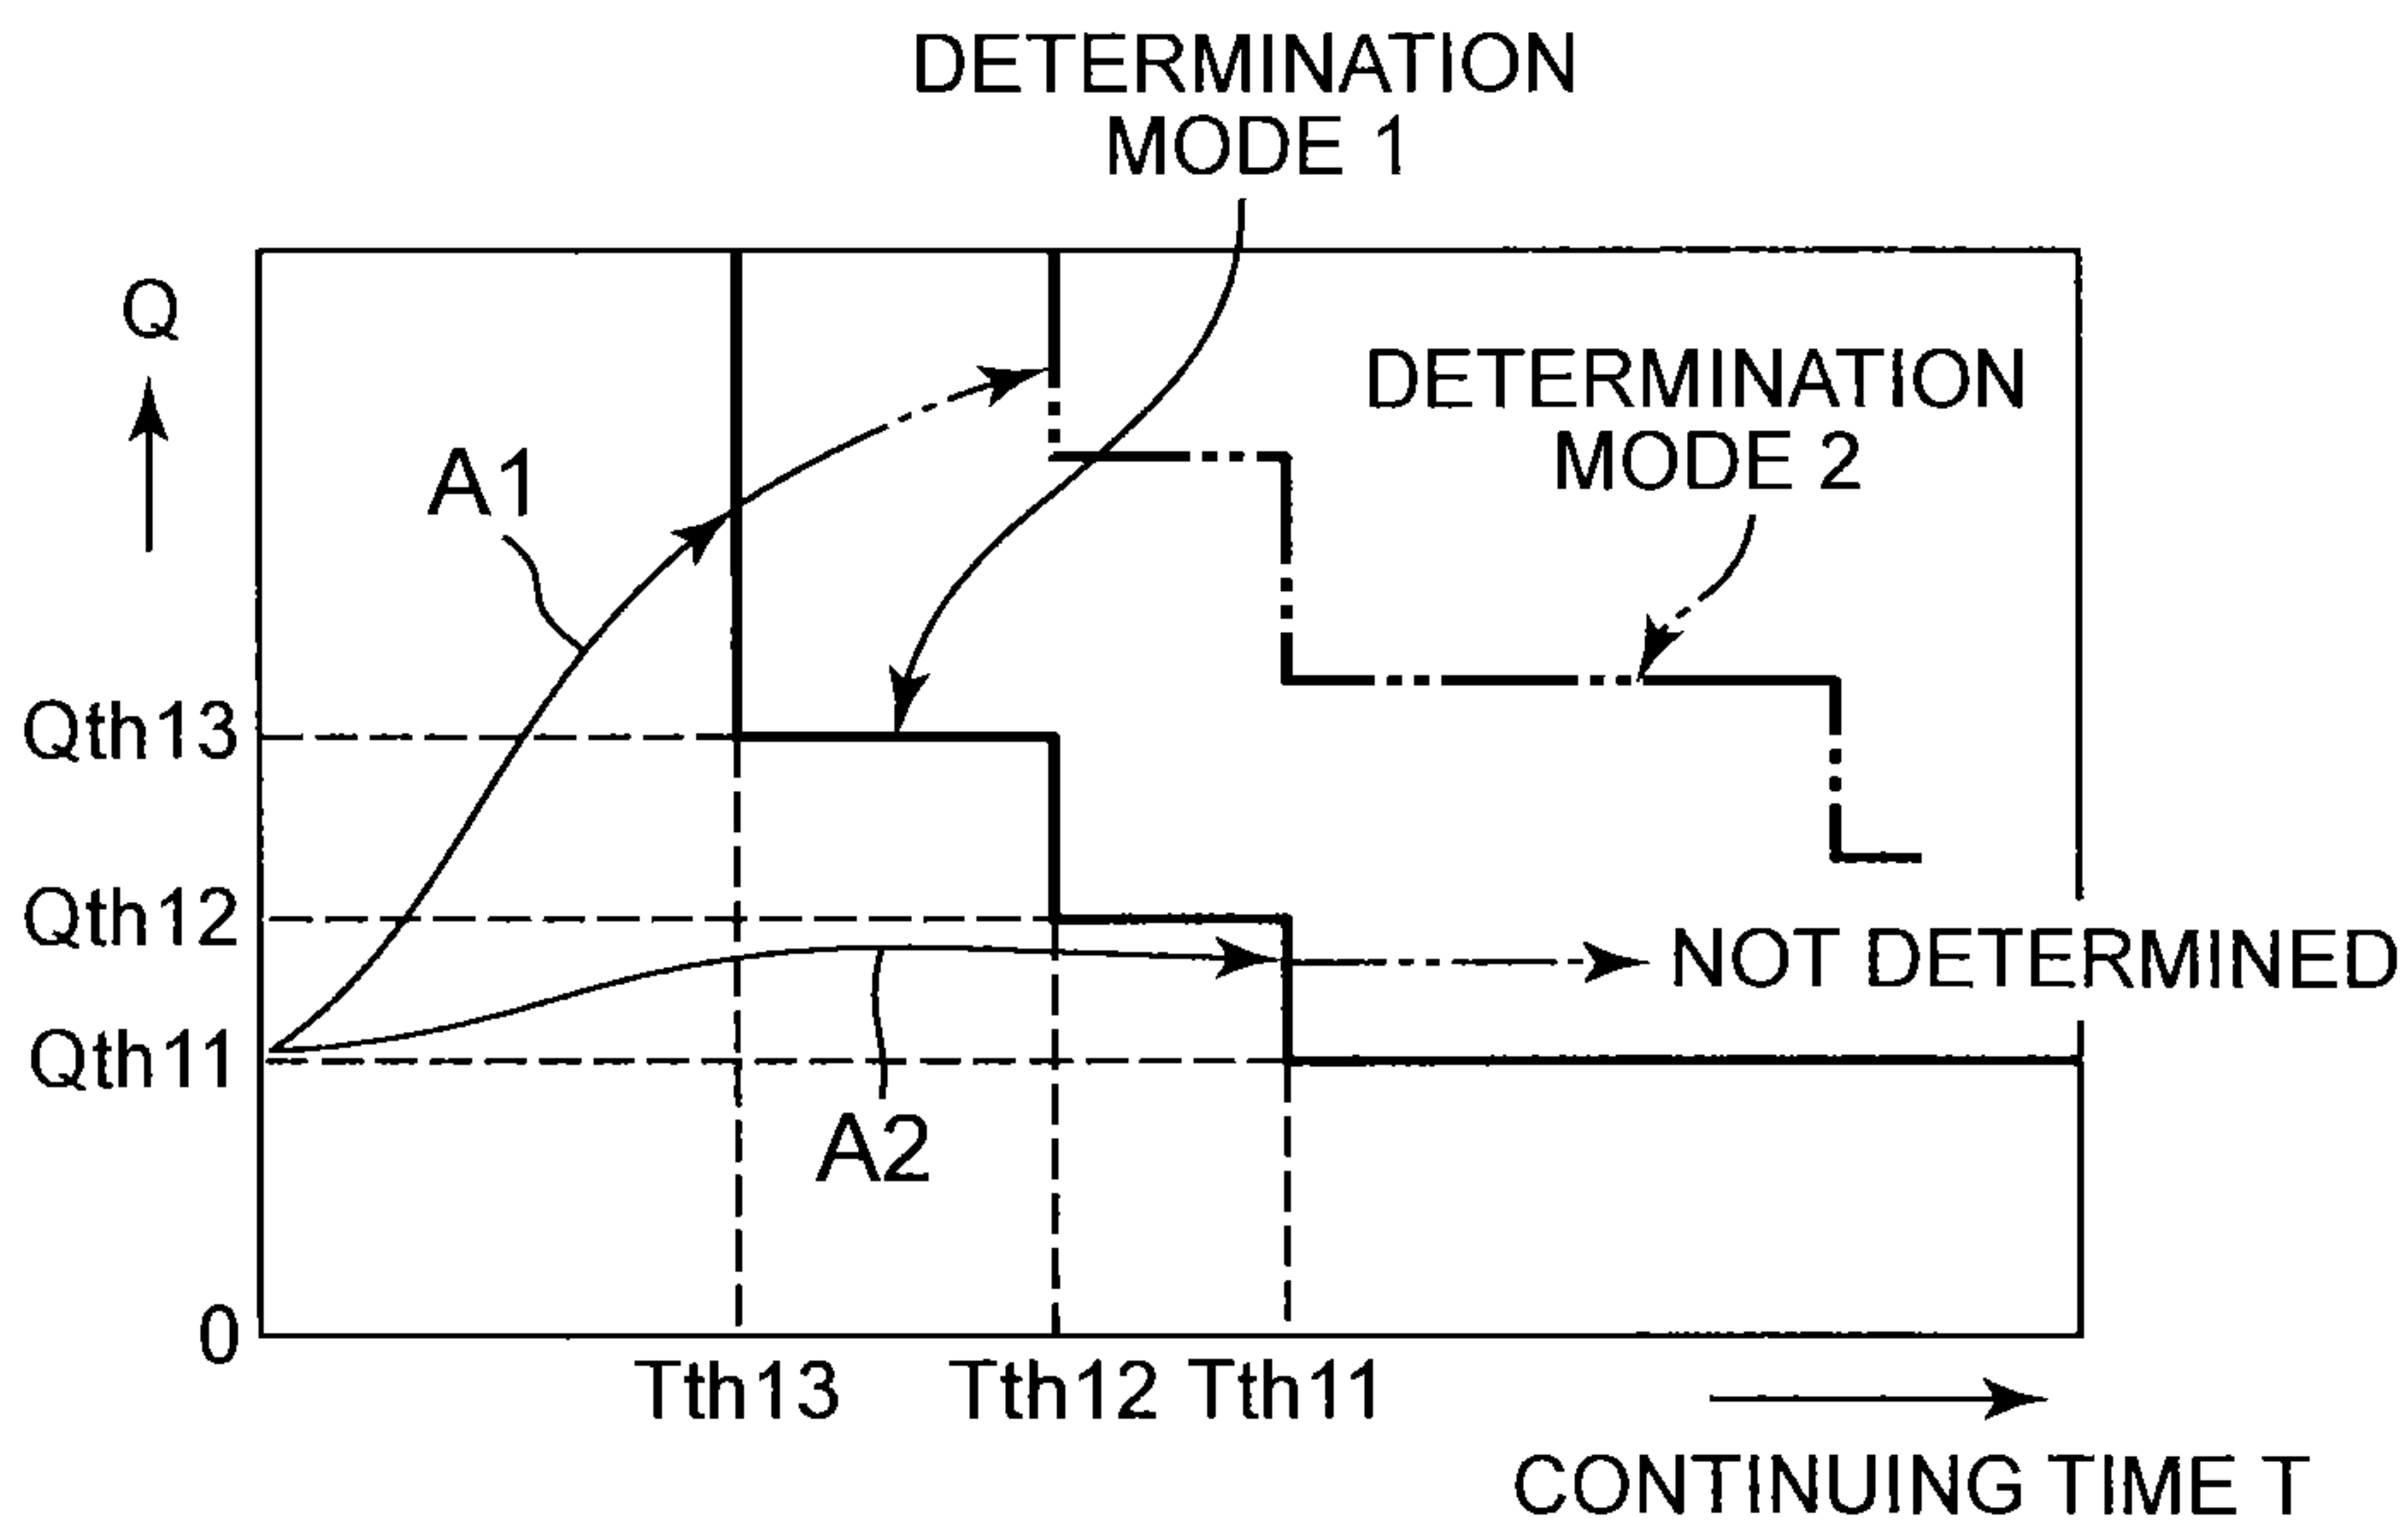 DETERMINATION
MODE 1
Q
DETERMINATION
MODE 2
A1
Qth13
Qth12
NOT DETERMINED
Qth11
A2
0
Tth13 Tth12 Tth11
CONTINUING TIME T